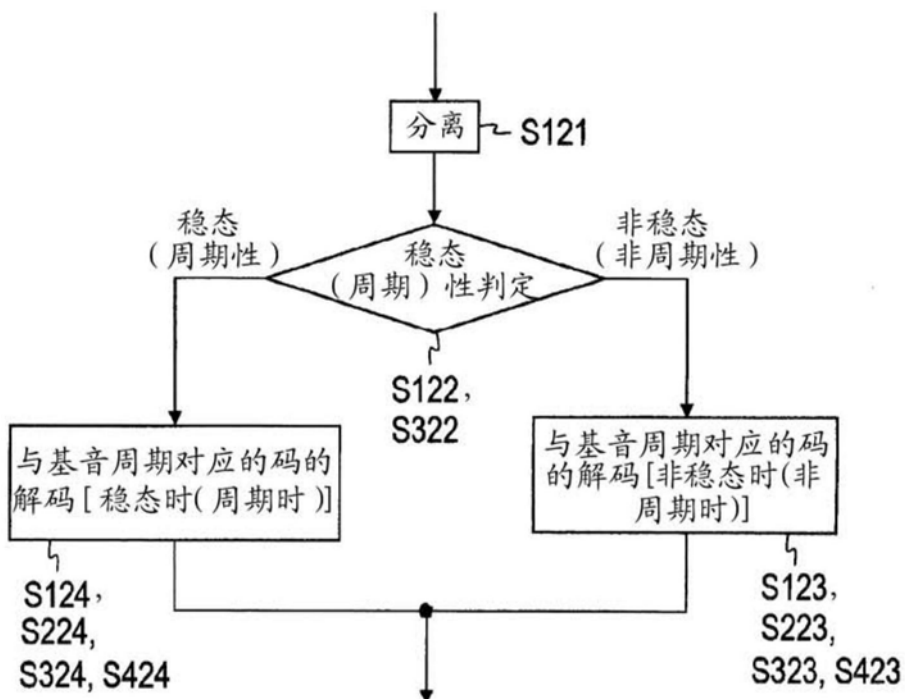 分离
S121
稳态
(周期性)
非稳态
(非周期性)
稳态
(周期)性判定
S122,
S322
与基音周期对应的码的
解码[稳态时(周期时)]
与基音周期对应的码
的解码[非稳态时(非
周期时)]
S124,
S224,
S324, S424
S123,
S223,
S323, S423